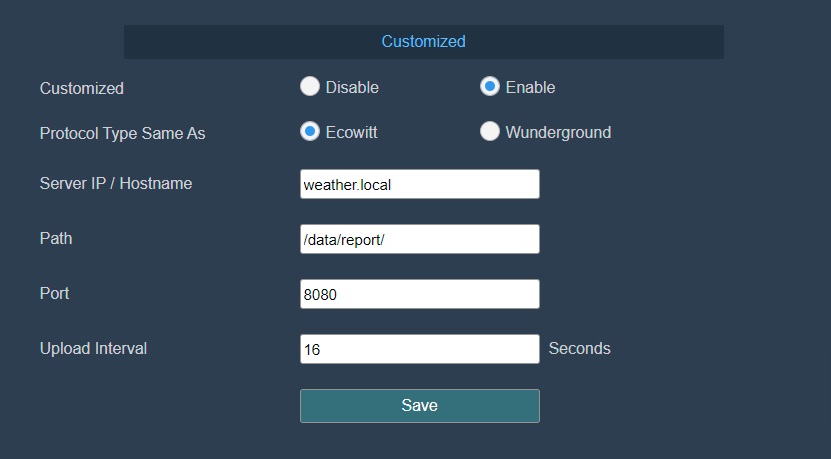 Customized
Customized Disable Enable
Protocol Type Same As Ecowitt Wunderground
Server IP / Hostname weather.local
Path /data/report/
Port 8080
Upload Interval 16 Seconds
Save